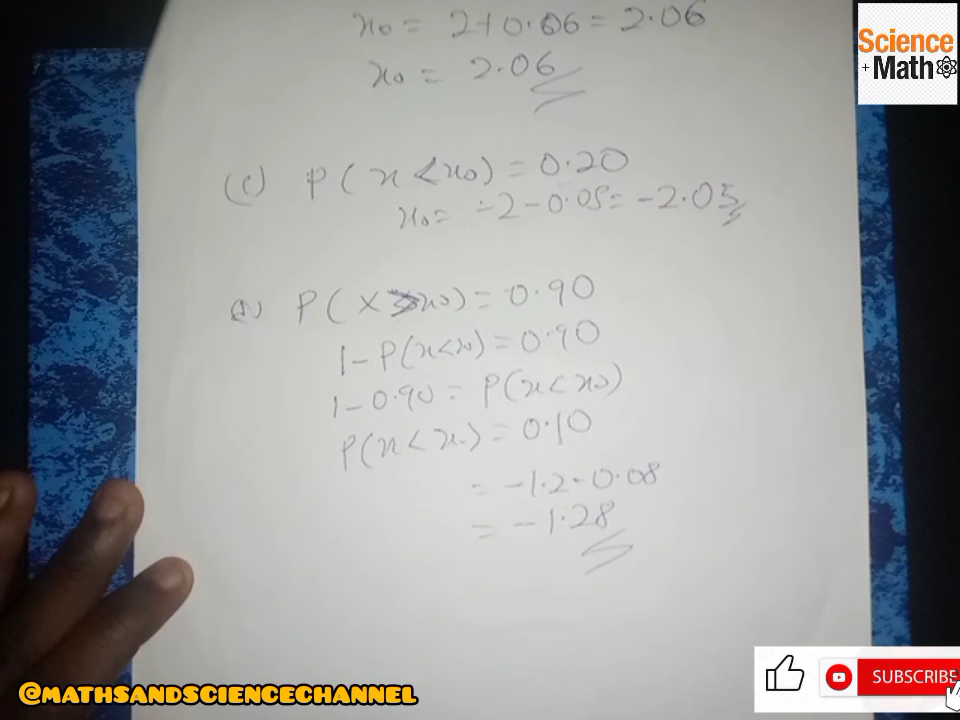 x₀ = 2+0.06 = 2.06
x₀ = 2.06
(c) P(x < x₀) = 0.20
x₀ = -2 - 0.05 = -2.05
P(X > x₀) = 0.90
1 - P(x < x₀) = 0.90
1 - 0.90 = P(x < x₀)
P(x < x₀) = 0.10
= -1.2 - 0.08
= -1.28
Science
+Math
@MATHSANDSCIENCECHANNEL
SUBSCRIBE